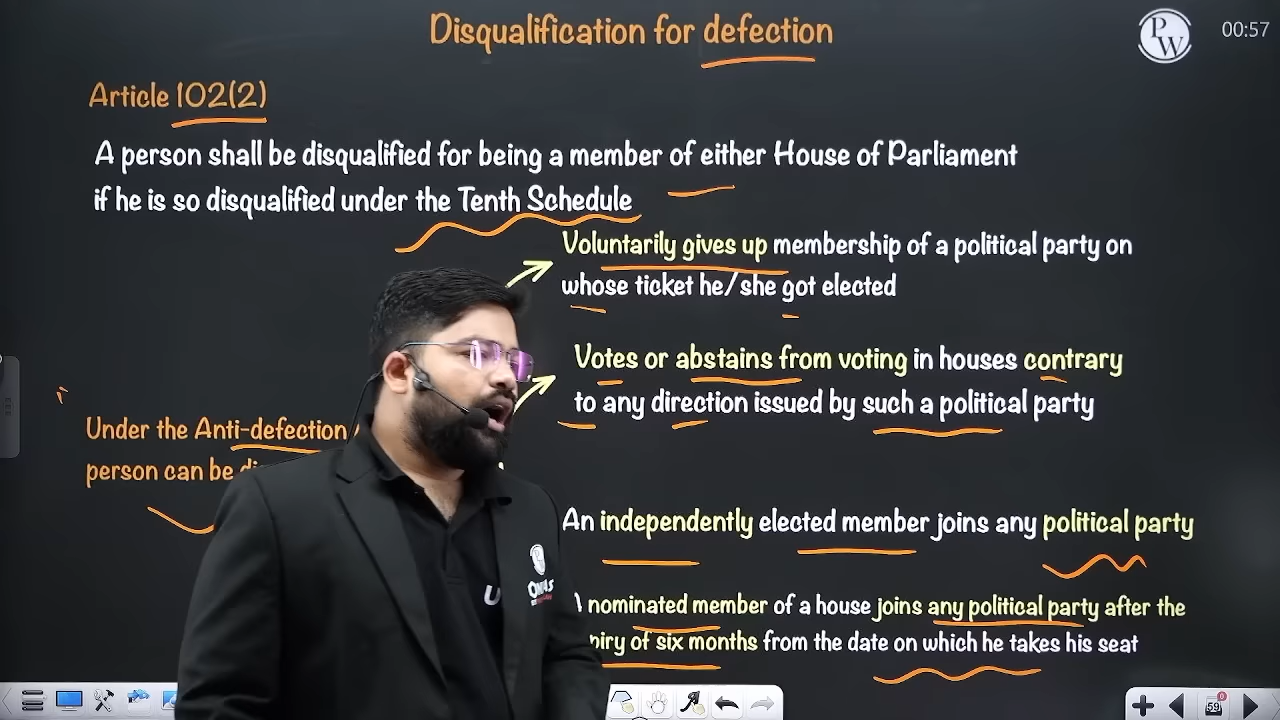 Disqualification for defection
PW
00:57
Article 102(2)
A person shall be disqualified for being a member of either House of Parliament
if he is so disqualified under the Tenth Schedule
Voluntarily gives up membership of a political party on
whose ticket he/she got elected
Votes or abstains from voting in houses contrary
to any direction issued by such a political party
Under the Anti-defection
person can be
An independently elected member joins any political party
nominated member of a house joins any political party after the
of six months from the date on which he takes his seat
59